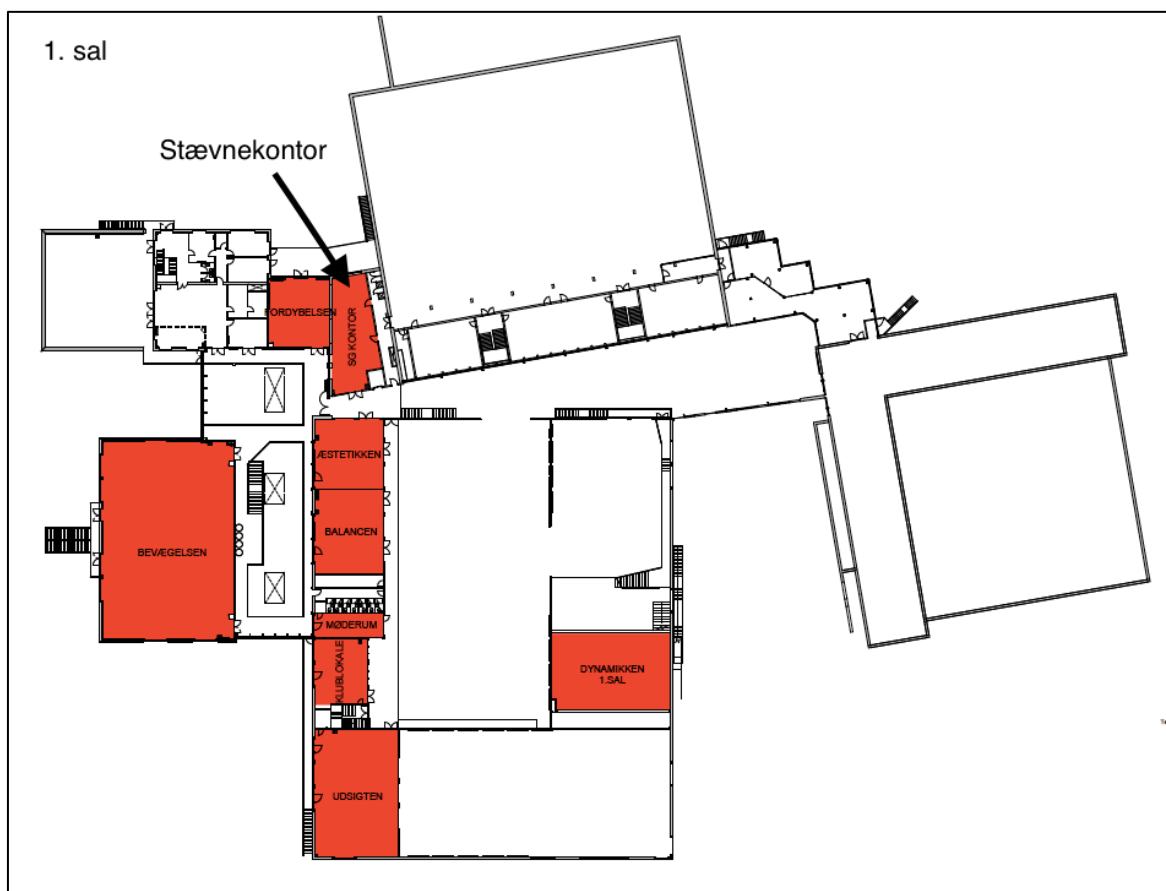 1. sal
Stævnekontor
FORDYBELSEN
SG KONTOR
ÆSTETIKKEN
BALANCEN
BEVÆGELSEN
MØDERUM
KLUBLOKALE
DYNAMIKKEN
1.SAL
UDSIGTEN